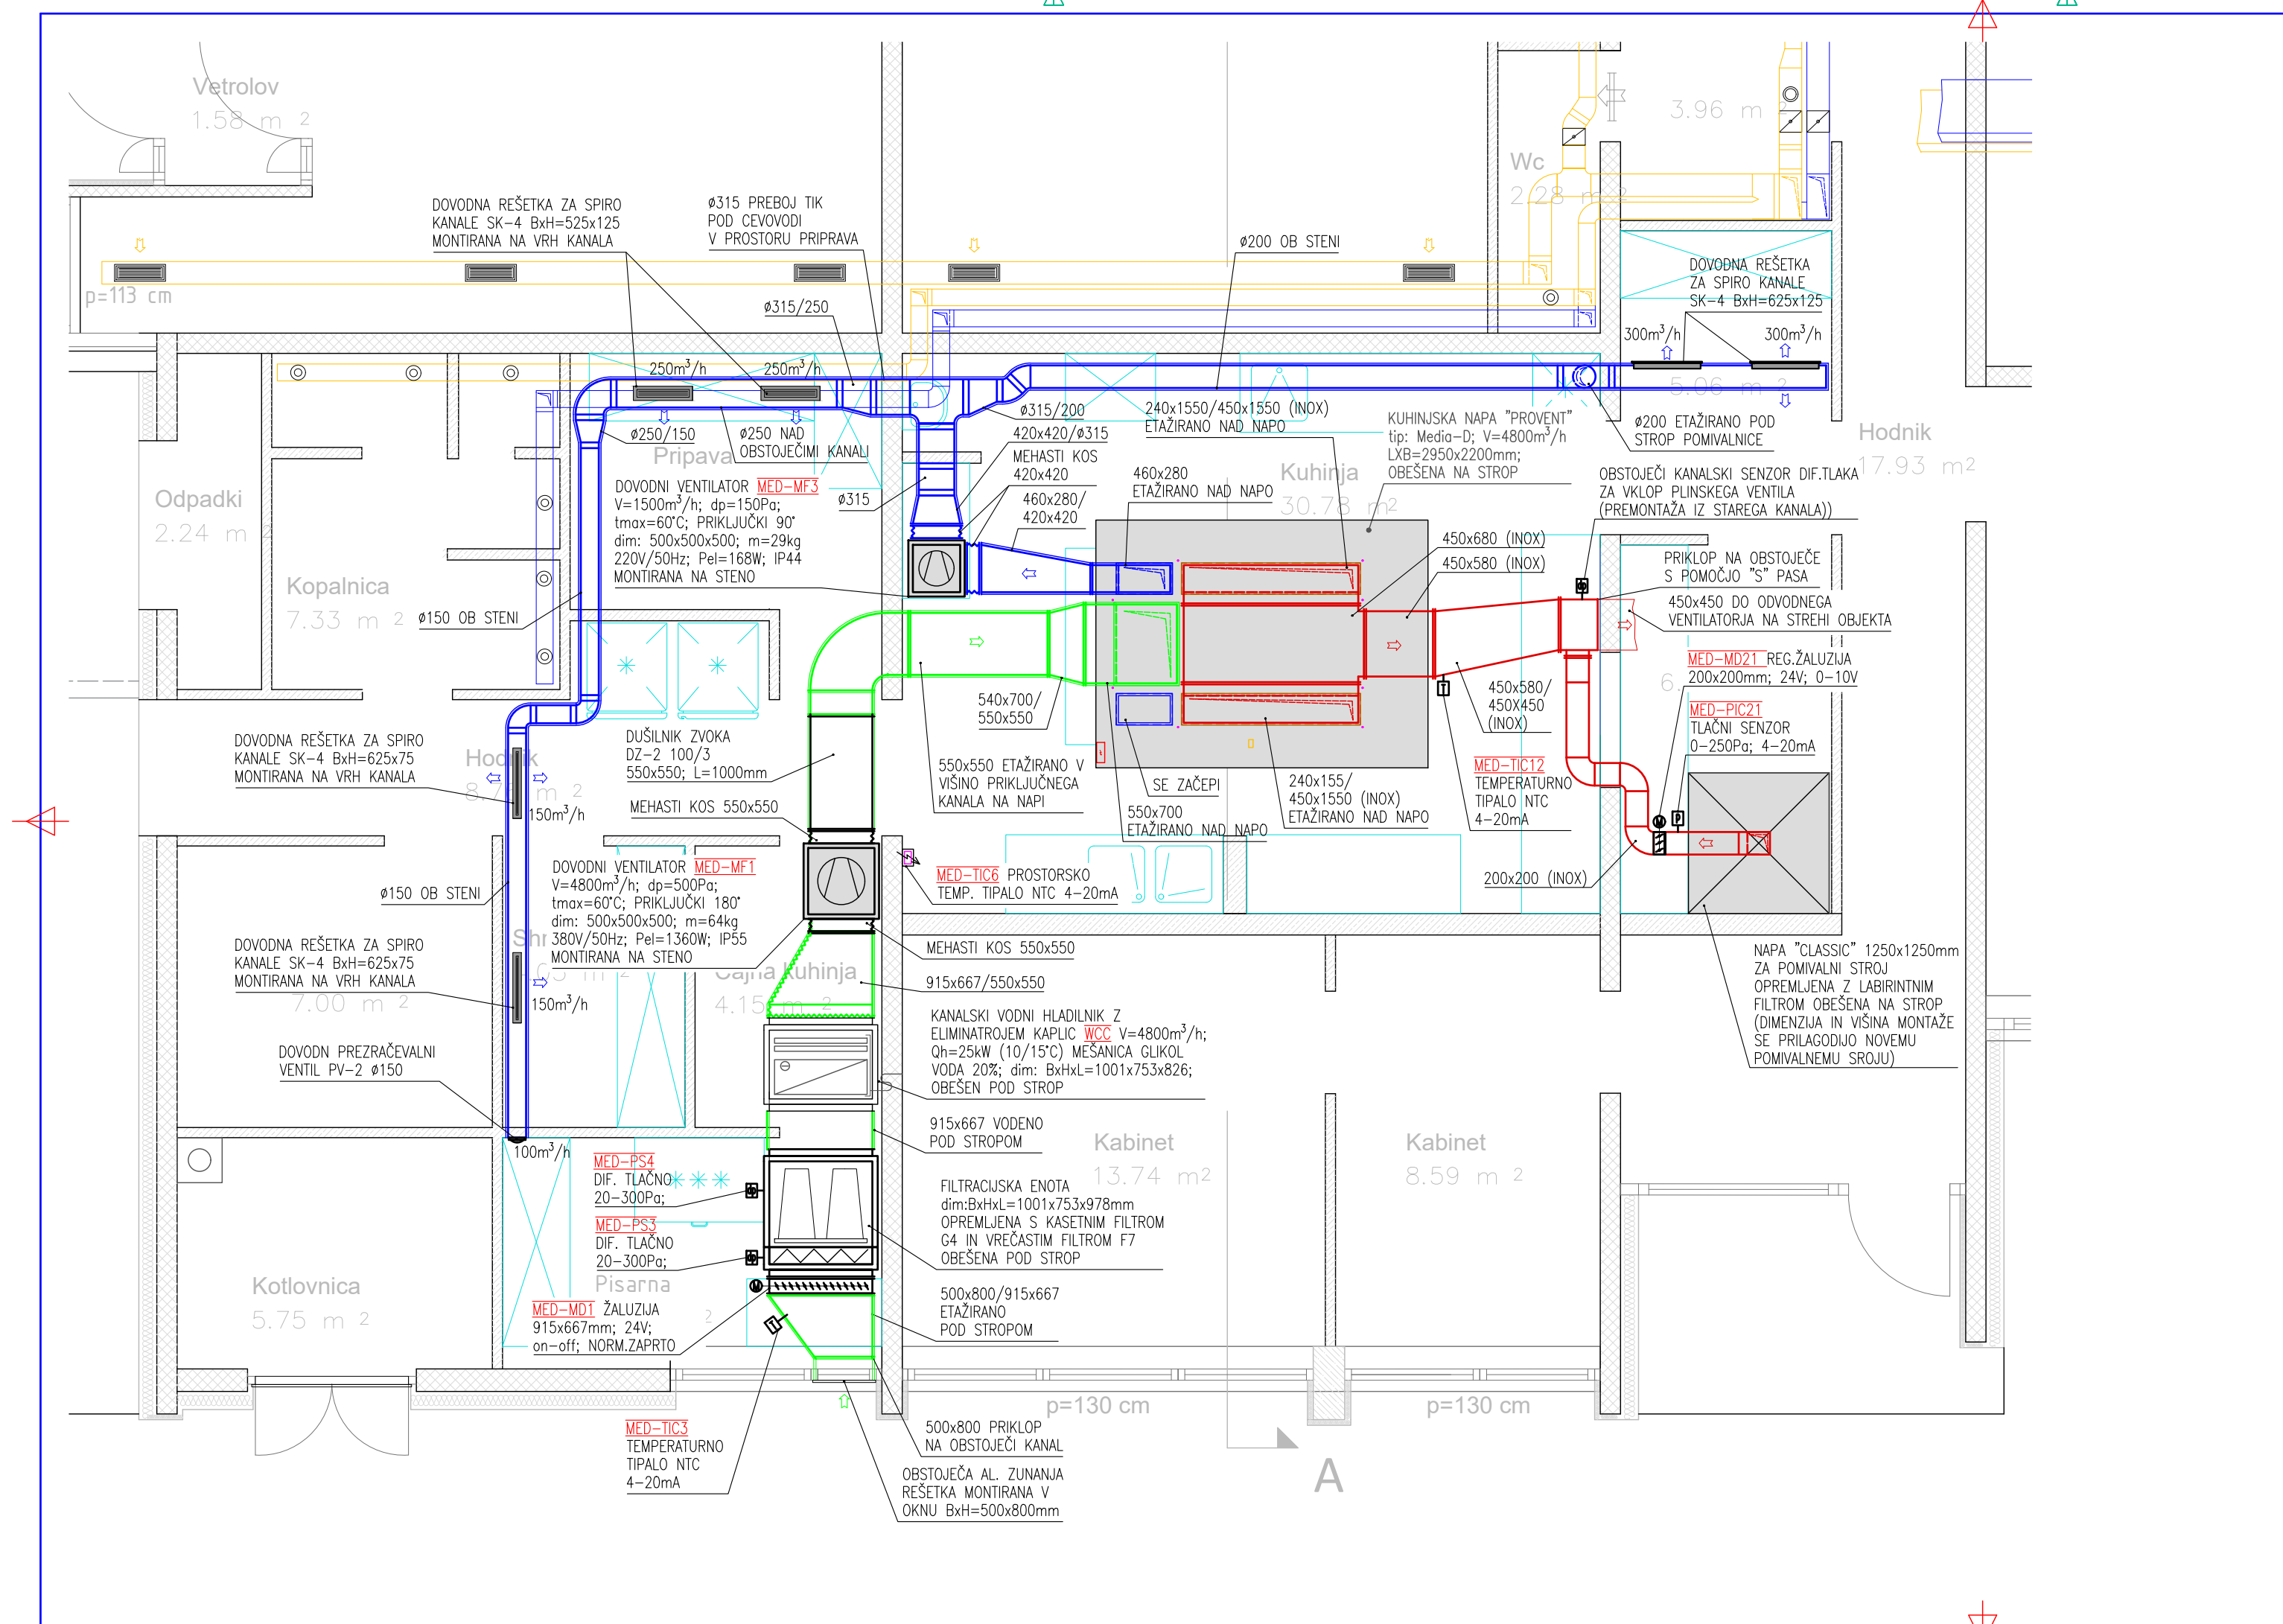 Vetrolov
1.58 m 2
DOVODNA REŠETKA ZA SPIRO
KANALE SK-4 BxH=525x125
MONTIRANA NA VRH KANALA
ø315 PREBOJ TIK
POD CEVOVODI
V PROSTORU PRIPRAVA
ø200 OB STENI
Wc
2.28 m 2
3.96 m 2
DOVODNA REŠETKA
ZA SPIRO KANALE
SK-4 BxH=625x125
p=113 cm
ø315/250
300m³/h
300m³/h
250m³/h
250m³/h
5.06 m 2
ø250/150
ø250 NAD
OBSTOJEČIMI KANALI
Pripava
ø315/200
420x420/ø315
MEHASTI KOS
420x420
240x1550/450x1550 (INOX)
ETAŽIRANO NAD NAPO
KUHINJSKA NAPA "PROVENT"
tip: Media-D; V=4800m³/h
LXB=2950x2200mm;
OBEŠENA NA STROP
ø200 ETAŽIRANO POD
STROP POMIVALNICE
Hodnik
17.93 m2
Kuhinja
30.78 m2
460x280
ETAŽIRANO NAD NAPO
460x280/
420x420
ø315
OBSTOJEČI KANALSKI SENZOR DIF.TLAKA
ZA VKLOP PLINSKEGA VENTILA
(PREMONTAŽA IZ STAREGA KANALA))
Odpadki
2.24 m 2
DOVODNI VENTILATOR MED-MF3
V=1500m³/h; dp=150Pa;
tmax=60°C; PRIKLJUČKI 90°
dim: 500x500x500; m=29kg
220V/50Hz; Pel=168W; IP44
MONTIRANA NA STENO
450x680 (INOX)
450x580 (INOX)
PRIKLOP NA OBSTOJEČE
S POMOČJO "S" PASA
450x450 DO ODVODNEGA
VENTILATORJA NA STREHI OBJEKTA
Kopalnica
7.33 m 2
ø150 OB STENI
MED-MD21 REG.ŽALUZIJA
200x200mm; 24V; 0-10V
6.
MED-PIC21
TLAČNI SENZOR
0-250Pa; 4-20mA
540x700/
550x550
450x580/
450X450
(INOX)
DOVODNA REŠETKA ZA SPIRO
KANALE SK-4 BxH=625x75
MONTIRANA NA VRH KANALA
Hodnik
150m³/h
DUŠILNIK ZVOKA
DZ-2 100/3
550x550; L=1000mm
MEHASTI KOS 550x550
550x550 ETAŽIRANO V
VIŠINO PRIKLJUČNEGA
KANALA NA NAPI
SE ZAČEPI
550x700
ETAŽIRANO NAD NAPO
240x155/
450x1550 (INOX)
ETAŽIRANO NAD NAPO
MED-TIC12
TEMPERATURNO
TIPALO NTC
4-20mA
DOVODNI VENTILATOR MED-MF1
V=4800m³/h; dp=500Pa;
tmax=60°C; PRIKLJUČKI 180°
dim: 500x500x500; m=64kg
380V/50Hz; Pel=1360W; IP55
MONTIRANA NA STENO
MED-TIC6 PROSTORSKO
TEMP. TIPALO NTC 4-20mA
200x200 (INOX)
ø150 OB STENI
DOVODNA REŠETKA ZA SPIRO
KANALE SK-4 BxH=625x75
MONTIRANA NA VRH KANALA
7.00 m 2
150m³/h
Čajna kuhinja
4.15 m 2
MEHASTI KOS 550x550
915x667/550x550
NAPA "CLASSIC" 1250x1250mm
ZA POMIVALNI STROJ
OPREMLJENA Z LABIRINTNIM
FILTROM OBEŠENA NA STROP
(DIMENZIJA IN VIŠINA MONTAŽE
SE PRILAGODIJO NOVEMU
POMIVALNEMU SROJU)
KANALSKI VODNI HLADILNIK Z
ELIMINATROJEM KAPLIC WCC V=4800m³/h;
Qh=25kW (10/15°C) MEŠANICA GLIKOL
VODA 20%; dim: BxHxL=1001x753x826;
OBEŠEN POD STROP
DOVODN PREZRAČEVALNI
VENTIL PV-2 ø150
100m³/h
915x667 VODENO
POD STROPOM
Kabinet
13.74 m2
Kabinet
8.59 m 2
MED-PS4
DIF. TLAČNO
20-300Pa;
MED-PS3
DIF. TLAČNO
20-300Pa;
FILTRACIJSKA ENOTA
dim:BxHxL=1001x753x978mm
OPREMLJENA S KASETNIM FILTROM
G4 IN VREČASTIM FILTROM F7
OBEŠENA POD STROP
Kotlovnica
5.75 m 2
Pisarna
MED-MD1 ŽALUZIJA
915x667mm; 24V;
on-off; NORM.ZAPRTO
500x800/915x667
ETAŽIRANO
POD STROPOM
p=130 cm
p=130 cm
MED-TIC3
TEMPERATURNO
TIPALO NTC
4-20mA
500x800 PRIKLOP
NA OBSTOJEČI KANAL
OBSTOJEČA AL. ZUNANJA
REŠETKA MONTIRANA V
OKNU BxH=500x800mm
A